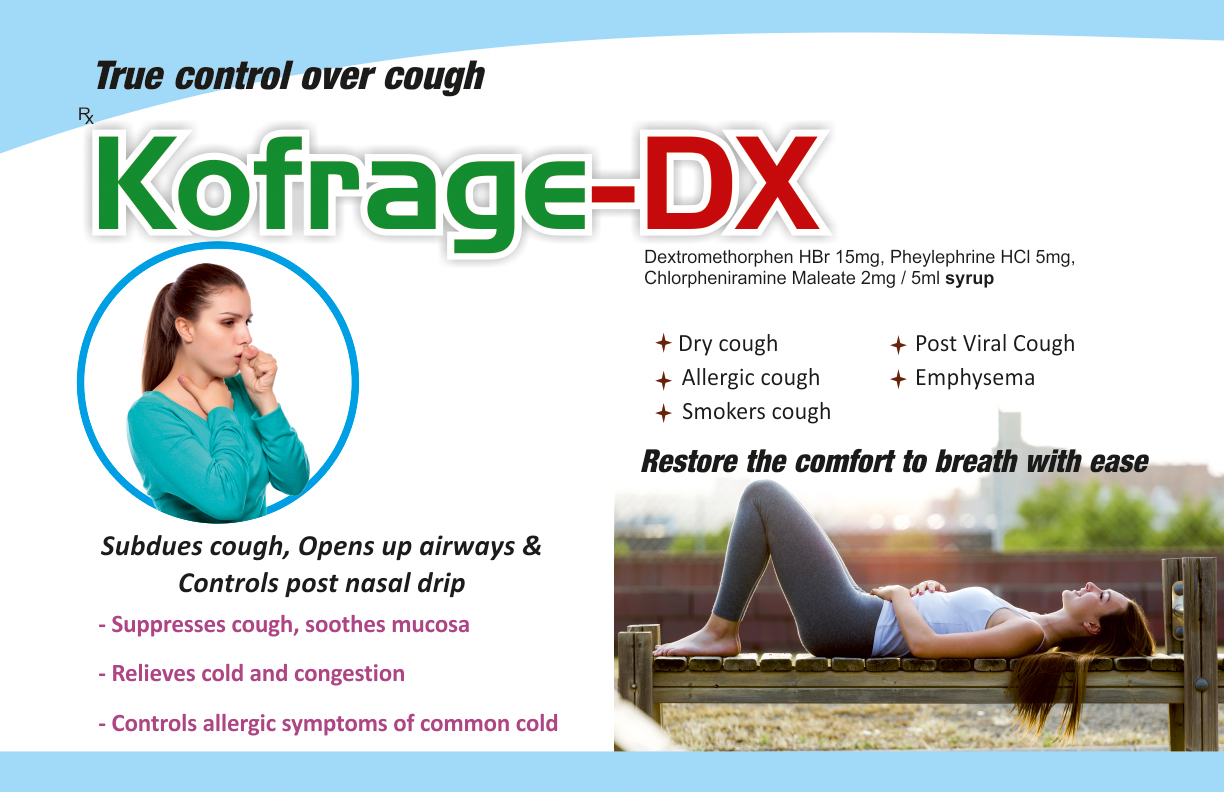 True control over cough
Rx
Kofrage-DX
Dextromethorphen HBr 15mg, Pheylephrine HCl 5mg,
Chlorpheniramine Maleate 2mg / 5ml syrup
Dry cough
Allergic cough
Smokers cough
Post Viral Cough
Emphysema
Restore the comfort to breath with ease
Subdues cough, Opens up airways &
Controls post nasal drip
- Suppresses cough, soothes mucosa
- Relieves cold and congestion
- Controls allergic symptoms of common cold